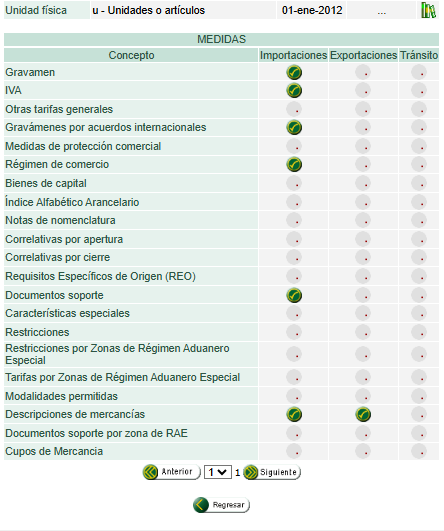 Unidad física u - Unidades o artículos 01-ene-2012 ...
MEDIDAS
Concepto Importaciones Exportaciones Tránsito
Gravamen
IVA
Otras tarifas generales
Gravámenes por acuerdos internacionales
Medidas de protección comercial
Régimen de comercio
Bienes de capital
Índice Alfabético Arancelario
Notas de nomenclatura
Correlativas por apertura
Correlativas por cierre
Requisitos Específicos de Origen (REO)
Documentos soporte
Características especiales
Restricciones
Restricciones por Zonas de Régimen Aduanero
Especial
Tarifas por Zonas de Régimen Aduanero Especial
Modalidades permitidas
Descripciones de mercancías
Documentos soporte por zona de RAE
Cupos de Mercancia
Anterior 1 1 Siguiente
Regresar